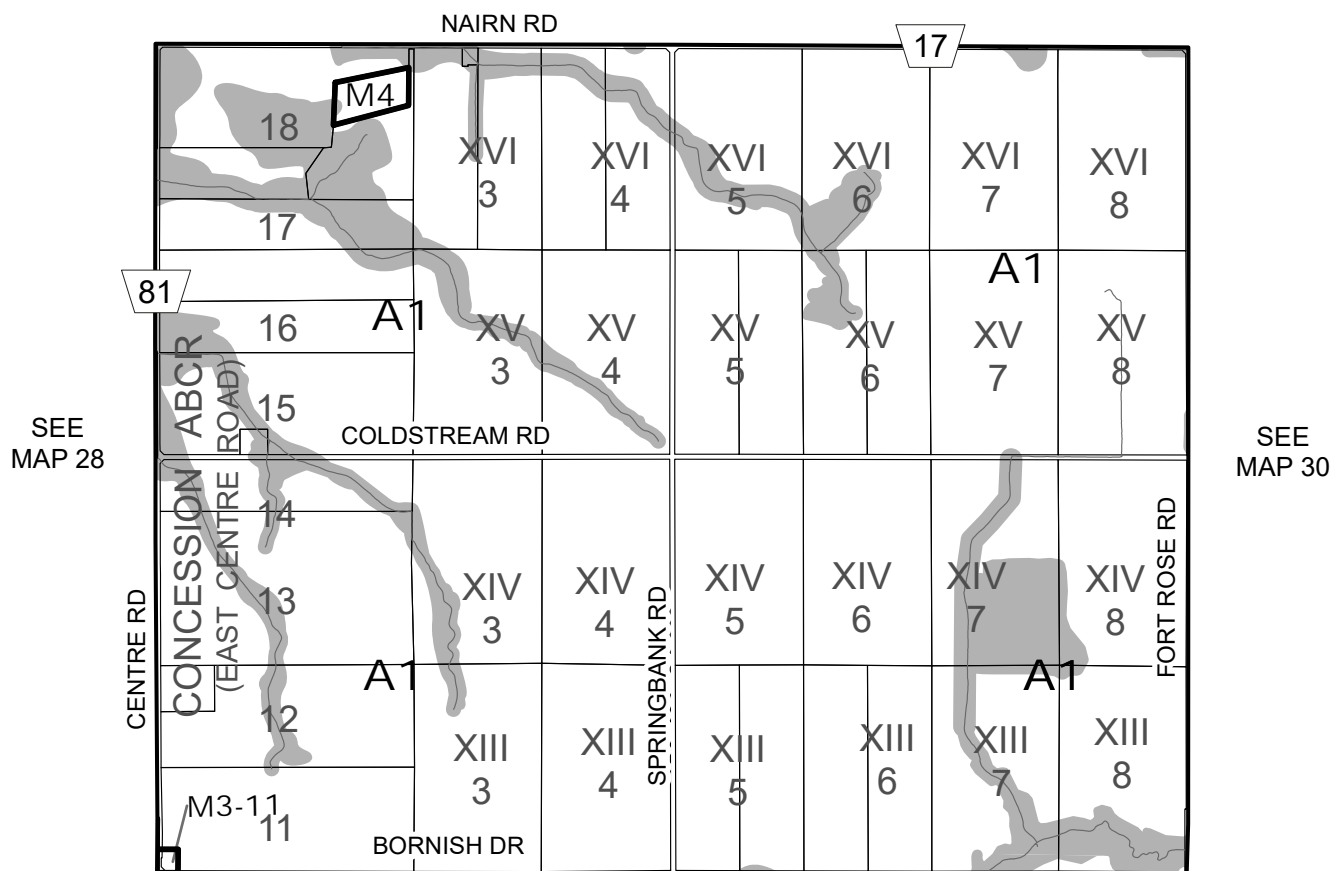 NAIRN RD
17
M4
18
XVI
3
XVI
4
XVI
5
XVI
6
XVI
7
XVI
8
17
81
A1
A1
16
XV
3
XV
4
XV
5
XV
6
XV
7
XV
8
15
COLDSTREAM RD
SEE
MAP 28
SEE
MAP 30
CONCESSION ABCR
(EAST CENTRE ROAD)
14
13
XIV
3
XIV
4
XIV
5
XIV
6
XIV
7
XIV
8
CENTRE RD
SPRINGBANK RD
FORT ROSE RD
A1
A1
12
XIII
3
XIII
4
XIII
5
XIII
6
XIII
7
XIII
8
M3-11
11
BORNISH DR